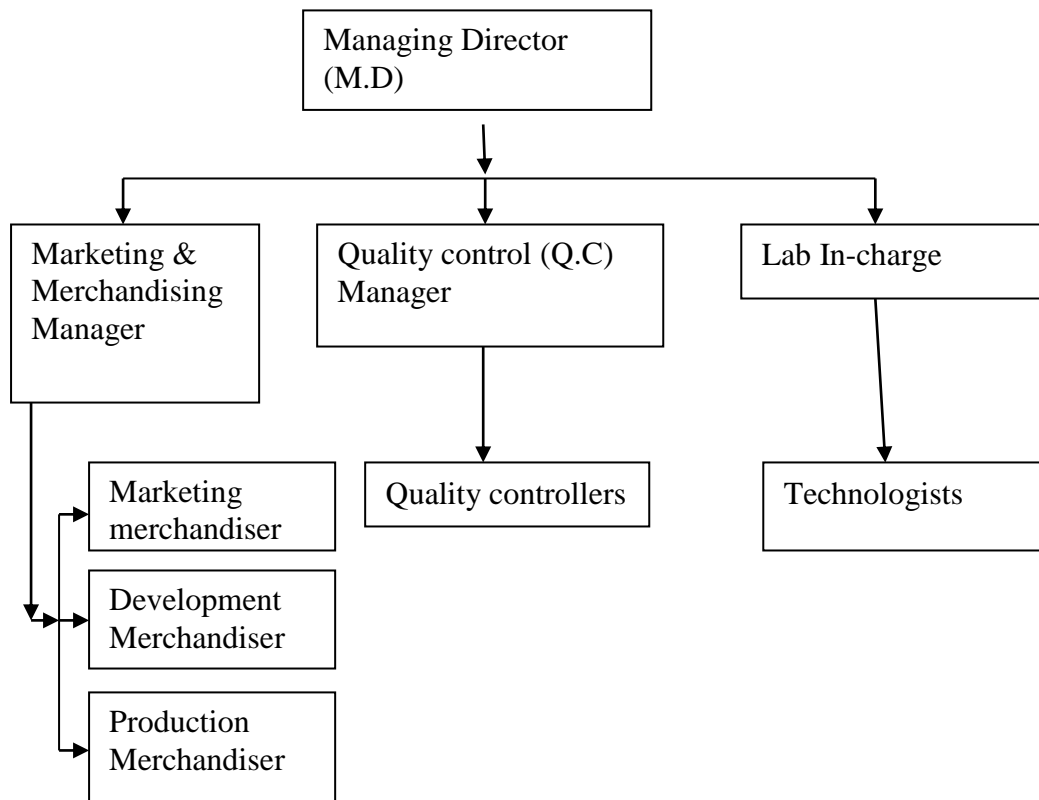 Managing Director
(M.D)
Marketing &
Merchandising
Manager
Quality control (Q.C)
Manager
Lab In-charge
Marketing
merchandiser
Quality controllers
Technologists
Development
Merchandiser
Production
Merchandiser